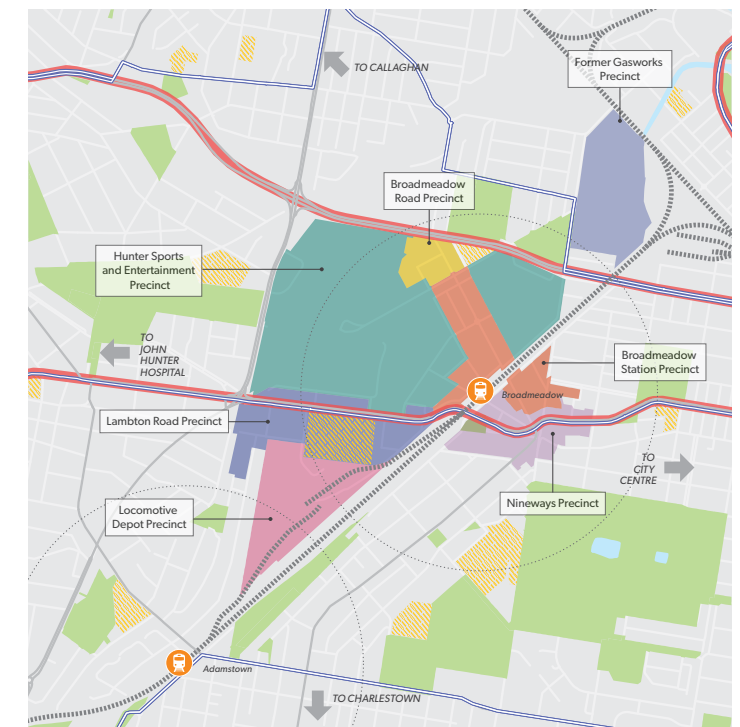 TO CALLAGHAN
Former Gasworks
Precinct
Broadmeadow
Road Precinct
Hunter Sports
and Entertainment
Precinct
TO
JOHN
HUNTER
HOSPITAL
Broadmeadow
Station Precinct
Broadmeadow
Lambton Road Precinct
TO
CITY
CENTRE
Nineways Precinct
Locomotive
Depot Precinct
Adamstown
TO CHARLESTOWN